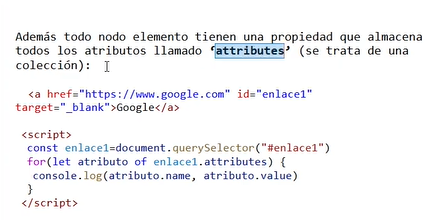 Además todo nodo elemento tienen una propiedad que almacena
todos los atributos llamado ‘attributes’ (se trata de una
colección):
<a href="https://www.google.com" id="enlace1"
target="_blank">Google</a>
<script>
const enlace1=document.querySelector("#enlace1")
for(let atributo of enlace1.attributes) {
console.log(atributo.name, atributo.value)
}
</script>